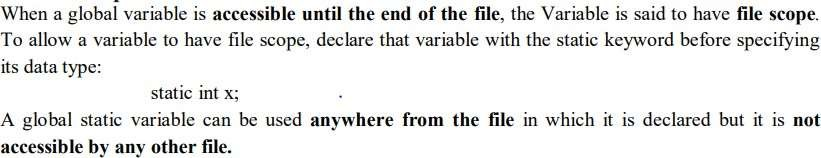 When a global variable is accessible until the end of the file, the Variable is said to have file scope.
To allow a variable to have file scope, declare that variable with the static keyword before specifying
its data type:
static int x;
A global static variable can be used anywhere from the file in which it is declared but it is not
accessible by any other file.